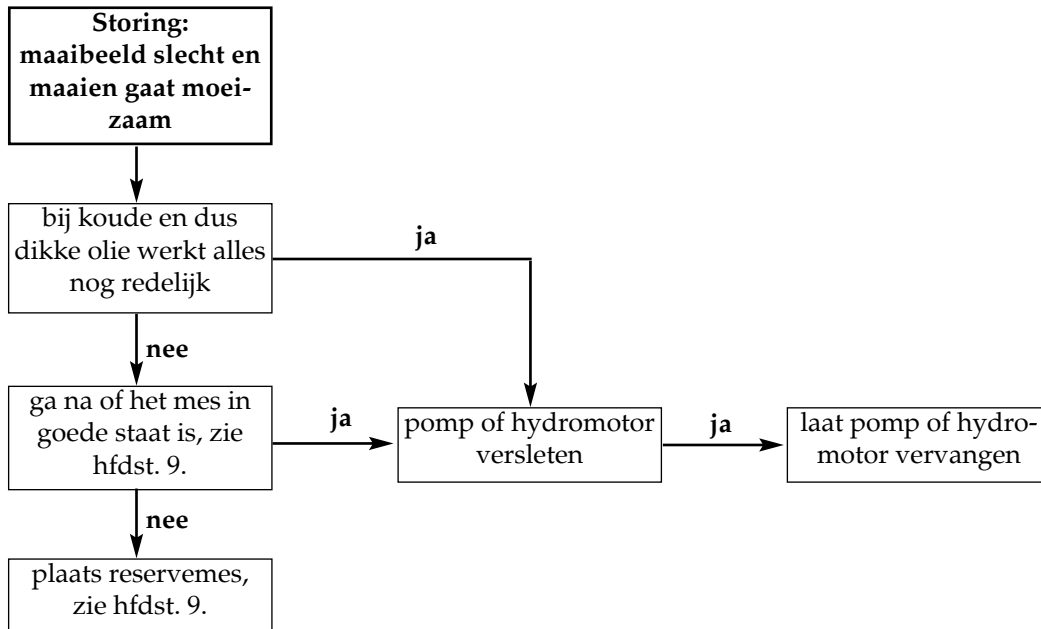 Storing:
maaibeeld slecht en
maaien gaat moei-
zaam
bij koude en dus
dikke olie werkt alles
nog redelijk
ja
nee
ga na of het mes in
goede staat is, zie
hfdst. 9.
ja
pomp of hydromotor
versleten
ja
laat pomp of hydro-
motor vervangen
nee
plaats reservemes,
zie hfdst. 9.